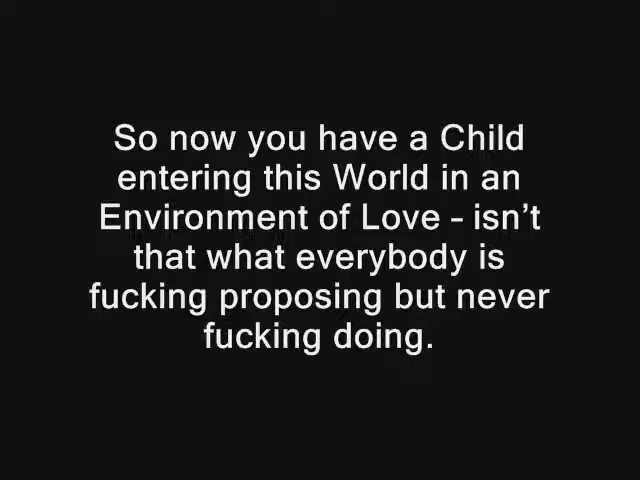 So now you have a Child
entering this World in an
Environment of Love – isn’t
that what everybody is
fucking proposing but never
fucking doing.